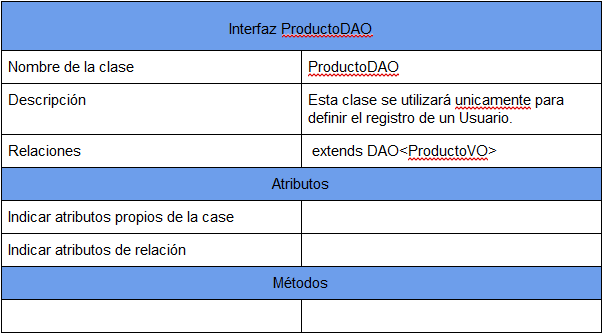 Interfaz ProductoDAO
Nombre de la clase
ProductoDAO
Descripción
Esta clase se utilizará unicamente para
definir el registro de un Usuario.
Relaciones
extends DAO<ProductoVO>
Atributos
Indicar atributos propios de la case
Indicar atributos de relación
Métodos